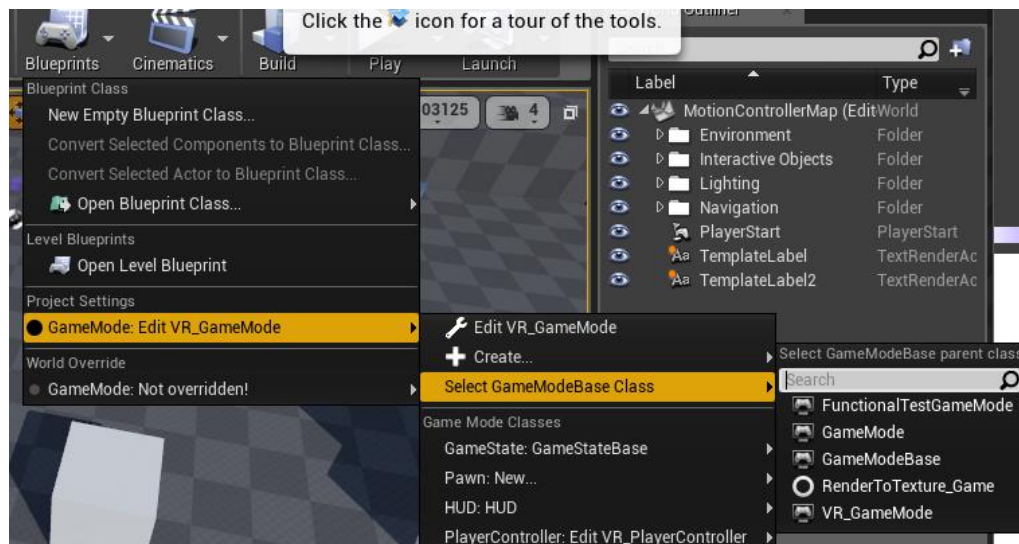 Click the icon for a tour of the tools.
Blueprints
Cinematics
Build
Play
Launch
Blueprint Class
New Empty Blueprint Class...
Convert Selected Components to Blueprint Class...
Convert Selected Actor to Blueprint Class...
Open Blueprint Class...
Level Blueprints
Open Level Blueprint
Project Settings
GameMode: Edit VR_GameMode
World Override
GameMode: Not overridden!
03125
4
Label Type
MotionControllerMap (Edit World
Environment Folder
Interactive Objects Folder
Lighting Folder
Navigation Folder
PlayerStart PlayerStart
Aa TemplateLabel TextRenderAc
Aa TemplateLabel2 TextRenderAc
Edit VR_GameMode
Create...
Select GameModeBase Class
Game Mode Classes
GameState: GameStateBase
Pawn: New...
HUD: HUD
PlayerController: Edit VR_PlayerController
Select GameModeBase parent class
Search
FunctionalTestGameMode
GameMode
GameModeBase
RenderToTexture_Game
VR_GameMode